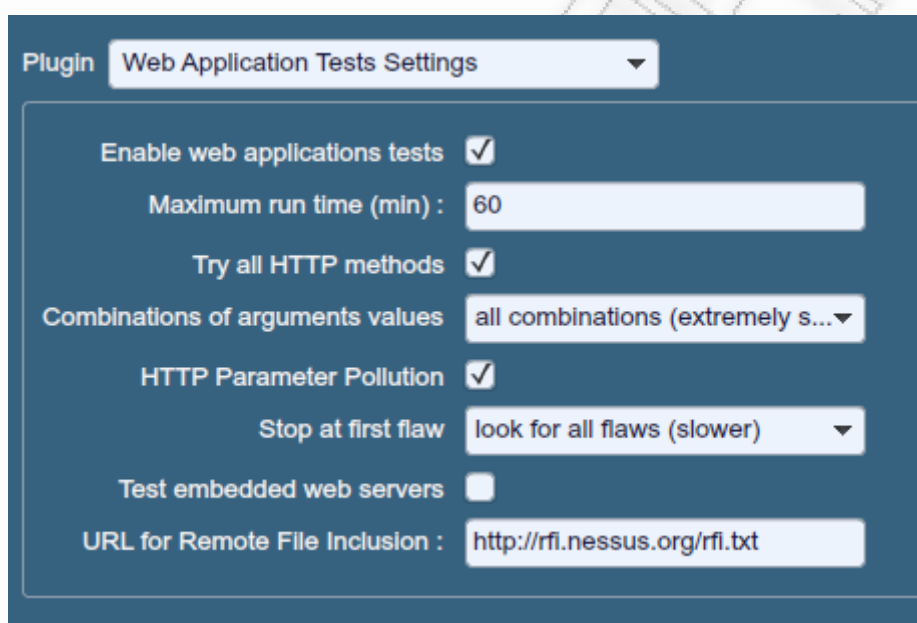 Plugin Web Application Tests Settings
Enable web applications tests
Maximum run time (min) : 60
Try all HTTP methods
Combinations of arguments values all combinations (extremely s...
HTTP Parameter Pollution
Stop at first flaw look for all flaws (slower)
Test embedded web servers
URL for Remote File Inclusion : http://rfi.nessus.org/rfi.txt